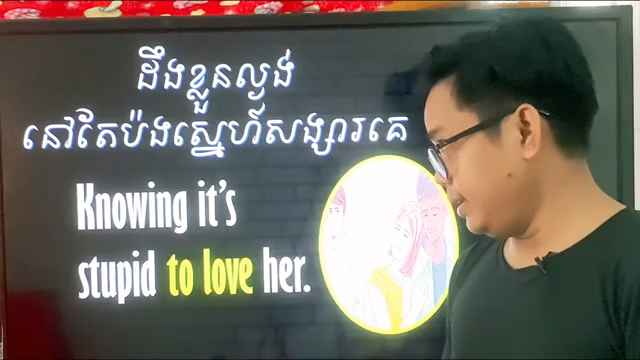 ដឹងខ្លួនល្ងង់
នៅតែប៉ងស្នេហ៍សង្សារគេ
Knowing it's
stupid to love her.